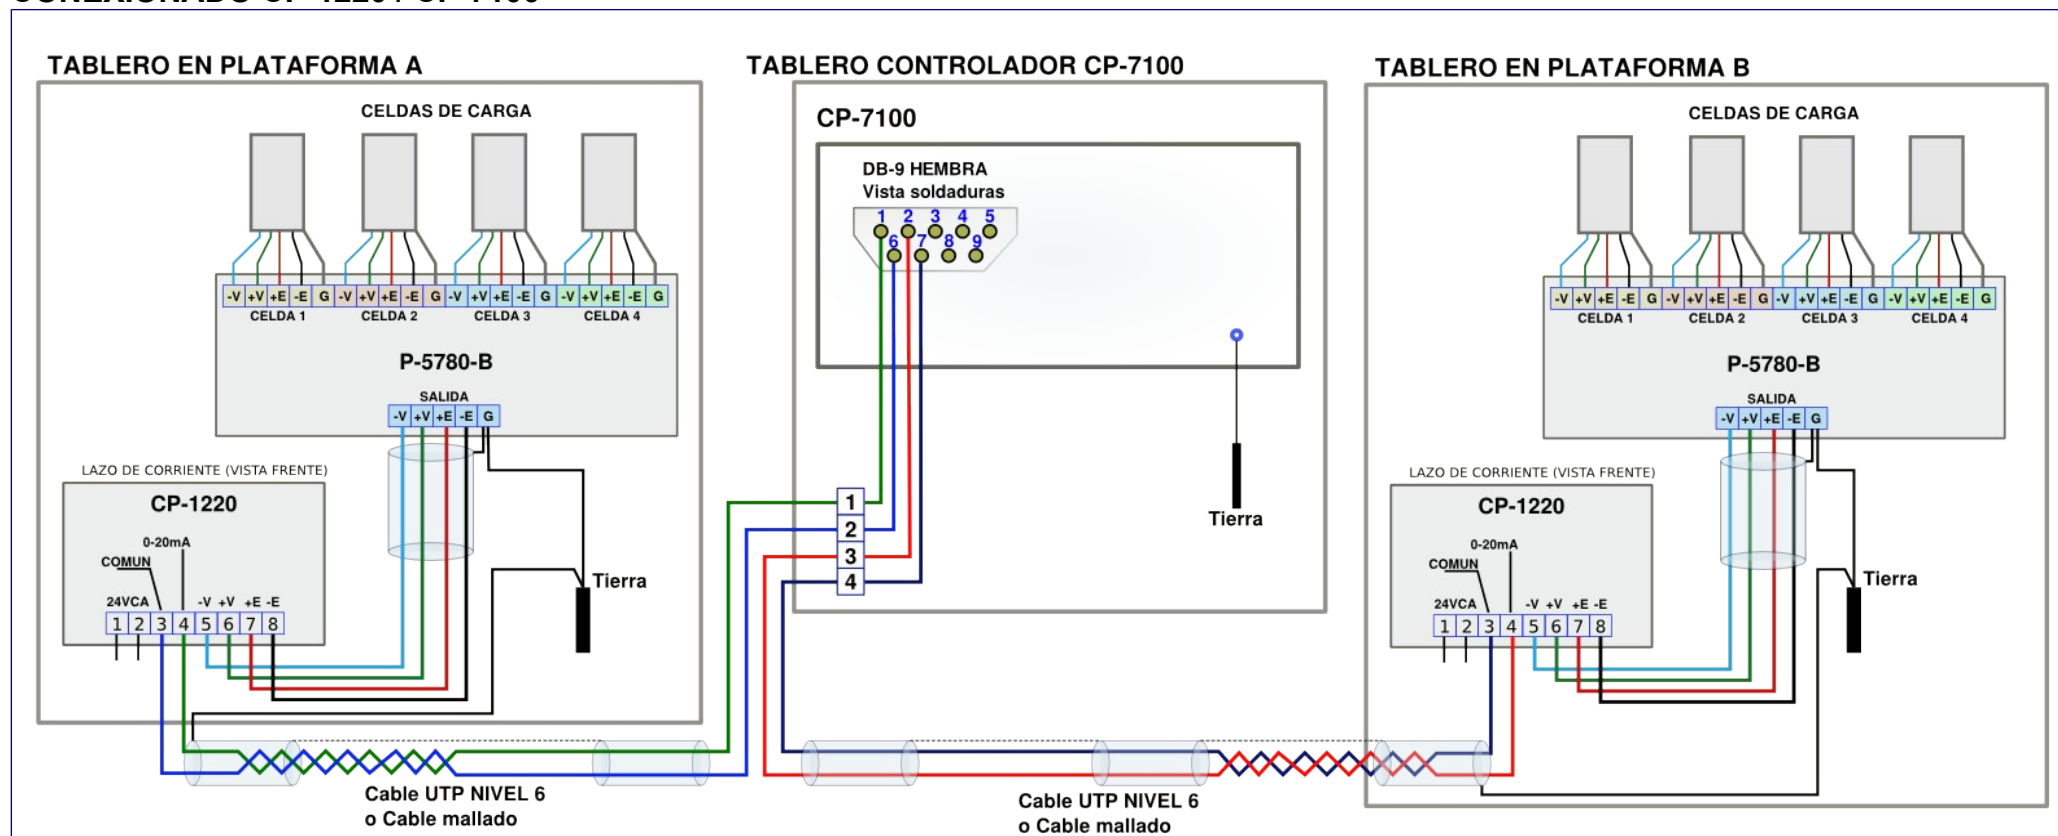 TABLERO EN PLATAFORMA A
CELDAS DE CARGA
-V +V +E -E G -V +V +E -E G -V +V +E -E G -V +V +E -E G
CELDA 1 CELDA 2 CELDA 3 CELDA 4
P-5780-B
SALIDA
-V +V +E -E G
LAZO DE CORRIENTE (VISTA FRENTE)
CP-1220
0-20mA
COMUN
24VCA -V +V +E -E
1 2 3 4 5 6 7 8
Tierra
Cable UTP NIVEL 6
o Cable mallado
TABLERO CONTROLADOR CP-7100
CP-7100
DB-9 HEMBRA
Vista soldaduras
1 2 3 4 5
6 7 8 9
1
2
3
4
Tierra
Cable UTP NIVEL 6
o Cable mallado
TABLERO EN PLATAFORMA B
CELDAS DE CARGA
-V +V +E -E G -V +V +E -E G -V +V +E -E G -V +V +E -E G
CELDA 1 CELDA 2 CELDA 3 CELDA 4
P-5780-B
SALIDA
-V +V +E -E G
LAZO DE CORRIENTE (VISTA FRENTE)
CP-1220
0-20mA
COMUN
24VCA -V +V +E -E
1 2 3 4 5 6 7 8
Tierra